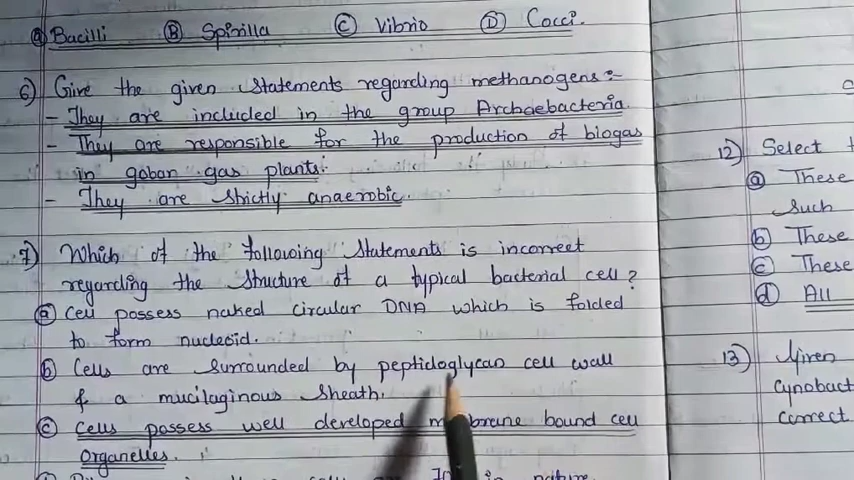 Ⓐ Bacilli Ⓑ Spirilla Ⓒ Vibrio Ⓓ Cocci.
6) Give the given statements regarding methanogens :-
- They are included in the group Archaebacteria.
- They are responsible for the production of biogas
in gobar gas plants.
- They are strictly anaerobic.
7) Which of the following statements is incorrect
regarding the structure of a typical bacterial cell?
ⓐ Cell possess naked circular DNA which is folded
to form nucleoid.
ⓑ Cells are surrounded by peptidoglycan cell wall
& a mucilaginous sheath.
ⓒ Cells possess well developed membrane bound cell
organelles.
in nature.
12) Select
ⓐ These
such
ⓑ These
ⓒ These
ⓓ All
13) Given
cynobact
correct